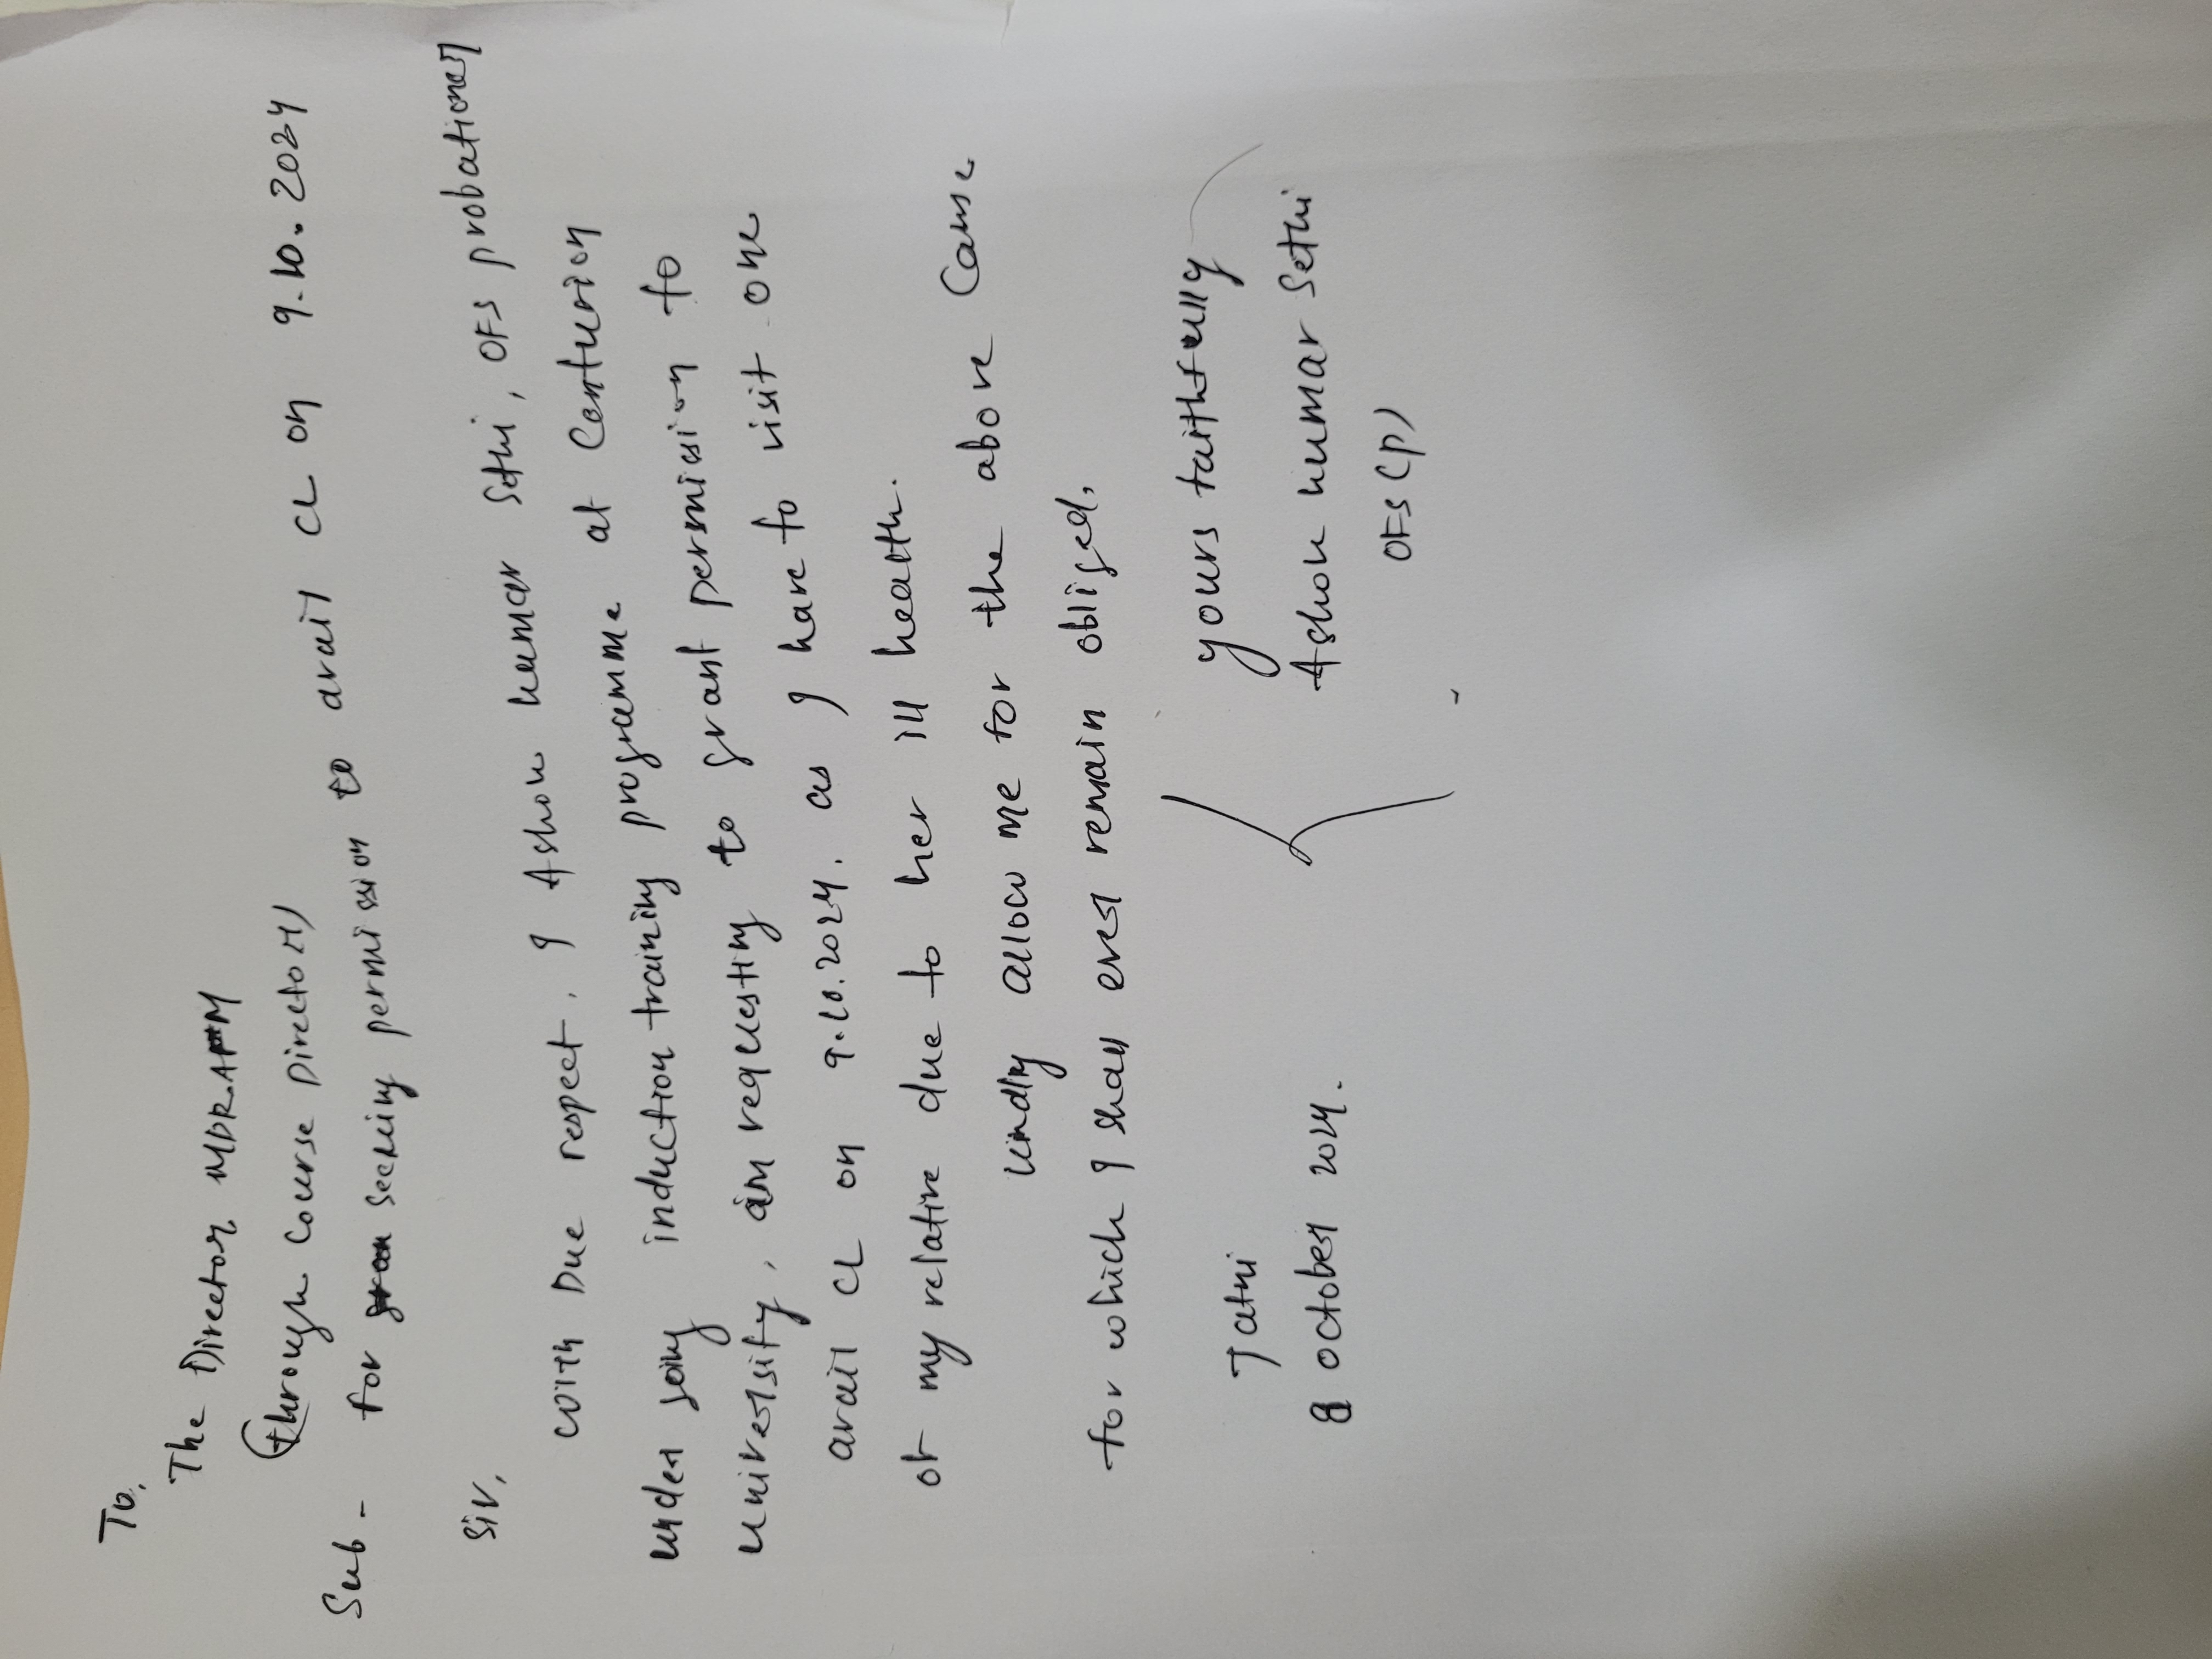 To,
The Director MDRAFM
(through Course Director)
Sub - for seeking permission to avail CL on 9.10.2024
Sir,
With Due respect, I Ashok kumar Sethi, OFS probationer
under going induction training programme at Centurion
university, am requesting to grant permission to
avail CL on 9.10.2024. as I have to visit one
of my relative due to her ill health.
kindly allow me for the above Cause
for which I shall ever remain obliged.
Jatni
8 October 2024.
yours faithfully
Ashok kumar Sethi
OFS (p)